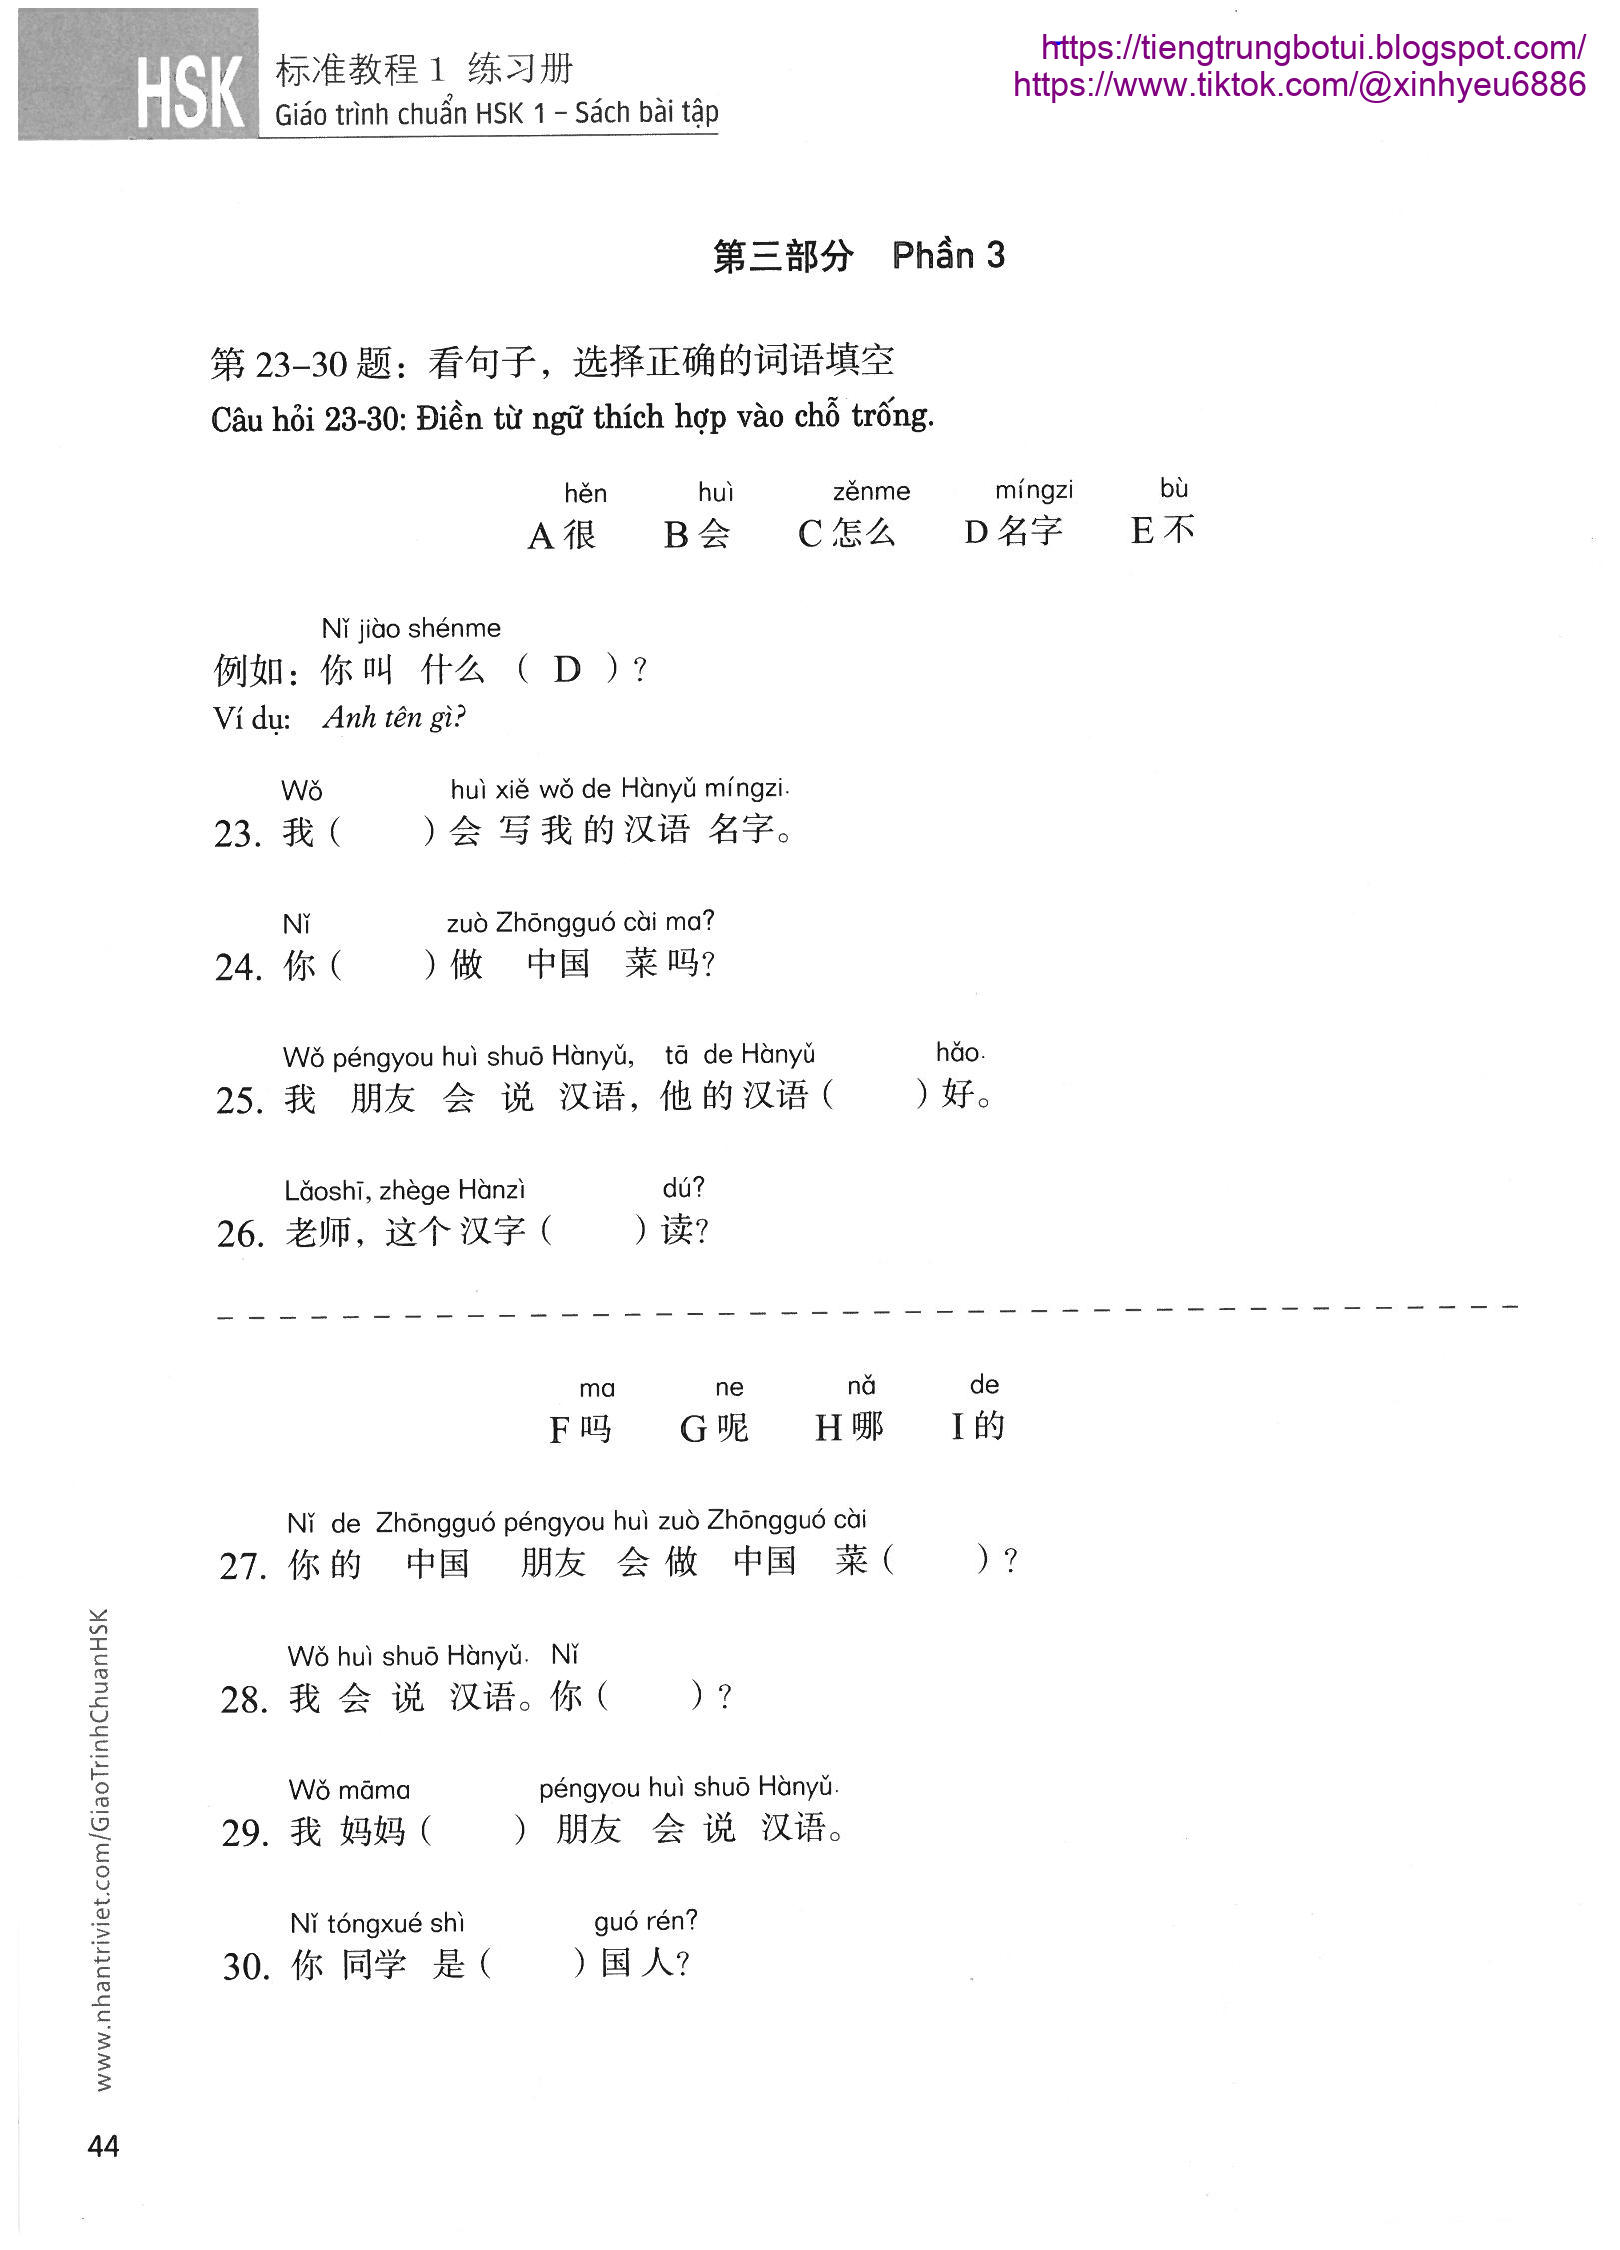 https://tiengtrungbotui.blogspot.com/
https://www.tiktok.com/@xinhyeu6886
HSK 标准教程 1 练习册
Giáo trình chuẩn HSK 1 – Sách bài tập
第三部分 Phần 3
第 23–30 题：看句子，选择正确的词语填空
Câu hỏi 23-30: Điền từ ngữ thích hợp vào chỗ trống.
hěn huì zěnme míngzi bù
A 很 B 会 C 怎么 D 名字 E 不
Nǐ jiào shénme
例如：你 叫 什么 （ D ）？
Ví dụ: Anh tên gì?
Wǒ huì xiě wǒ de Hànyǔ míngzi.
23. 我（ ）会 写 我 的 汉语 名字。
Nǐ zuò Zhōngguó cài ma?
24. 你（ ）做 中国 菜 吗？
Wǒ péngyou huì shuō Hànyǔ, tā de Hànyǔ hǎo.
25. 我 朋友 会 说 汉语，他 的 汉语（ ）好。
Lǎoshī, zhège Hànzì dú?
26. 老师，这个 汉字（ ）读？
ma ne nǎ de
F 吗 G 呢 H 哪 I 的
Nǐ de Zhōngguó péngyou huì zuò Zhōngguó cài
27. 你 的 中国 朋友 会 做 中国 菜（ ）？
Wǒ huì shuō Hànyǔ. Nǐ
28. 我 会 说 汉语。你（ ）？
Wǒ māma péngyou huì shuō Hànyǔ.
29. 我 妈妈（ ）朋友 会 说 汉语。
Nǐ tóngxué shì guó rén?
30. 你 同学 是（ ）国 人？
www.nhantriviet.com/GiaoTrinhChuanHSK
44